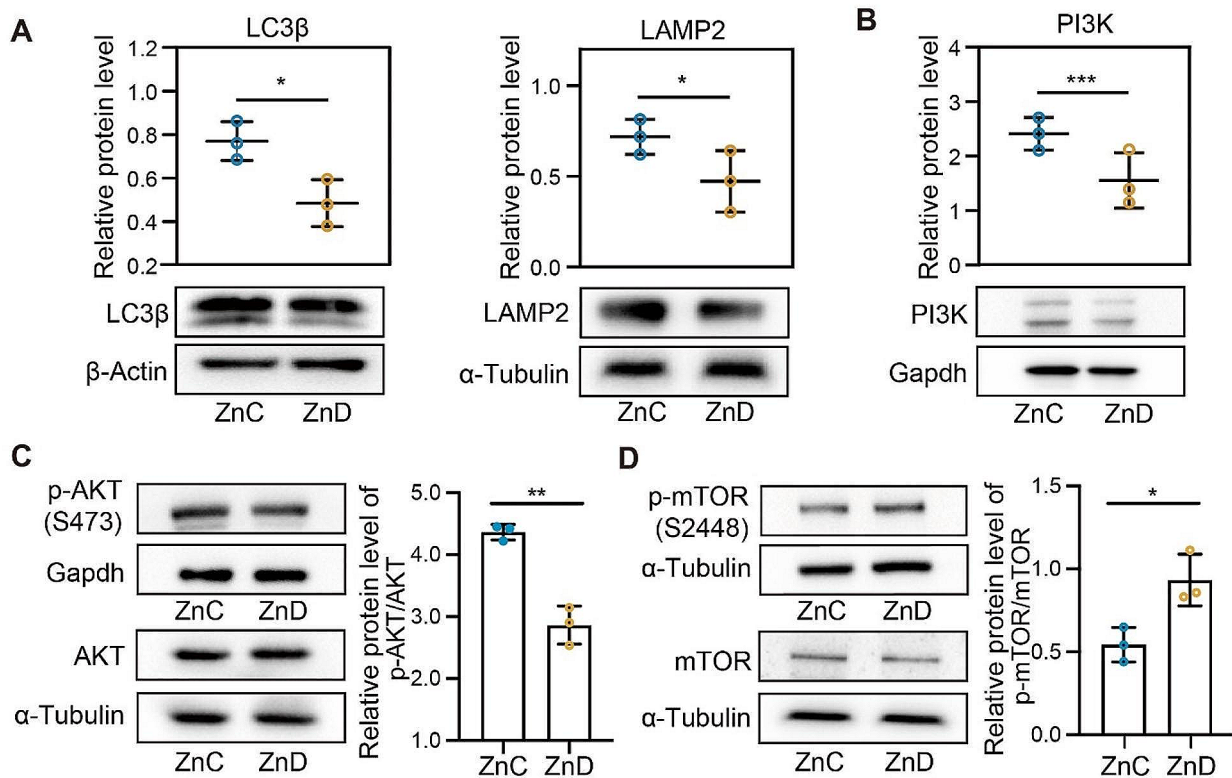 A
LC3β
Relative protein level
1.2
1.0
0.8
0.6
0.4
0.2
*
LC3β
β-Actin
ZnC ZnD
LAMP2
Relative protein level
1.0
0.5
0.0
*
LAMP2
α-Tubulin
ZnC ZnD
B
PI3K
Relative protein level
4
3
2
1
0
***
PI3K
Gapdh
ZnC ZnD
C
p-AKT
(S473)
Gapdh
ZnC ZnD
AKT
α-Tubulin
ZnC ZnD
Relative protein level of
p-AKT/AKT
5.0
4.0
3.0
2.0
1.0
**
ZnC ZnD
D
p-mTOR
(S2448)
α-Tubulin
ZnC ZnD
mTOR
α-Tubulin
ZnC ZnD
Relative protein level of
p-mTOR/mTOR
1.5
1.0
0.5
0.0
*
ZnC ZnD